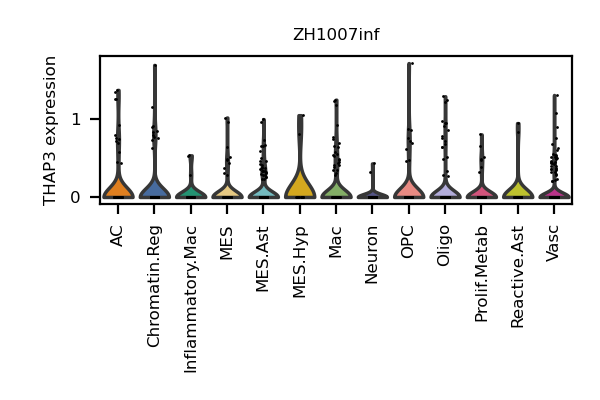 ZH1007inf
THAP3 expression
1
0
AC
Chromatin.Reg
Inflammatory.Mac
MES
MES.Ast
MES.Hyp
Mac
Neuron
OPC
Oligo
Prolif.Metab
Reactive.Ast
Vasc